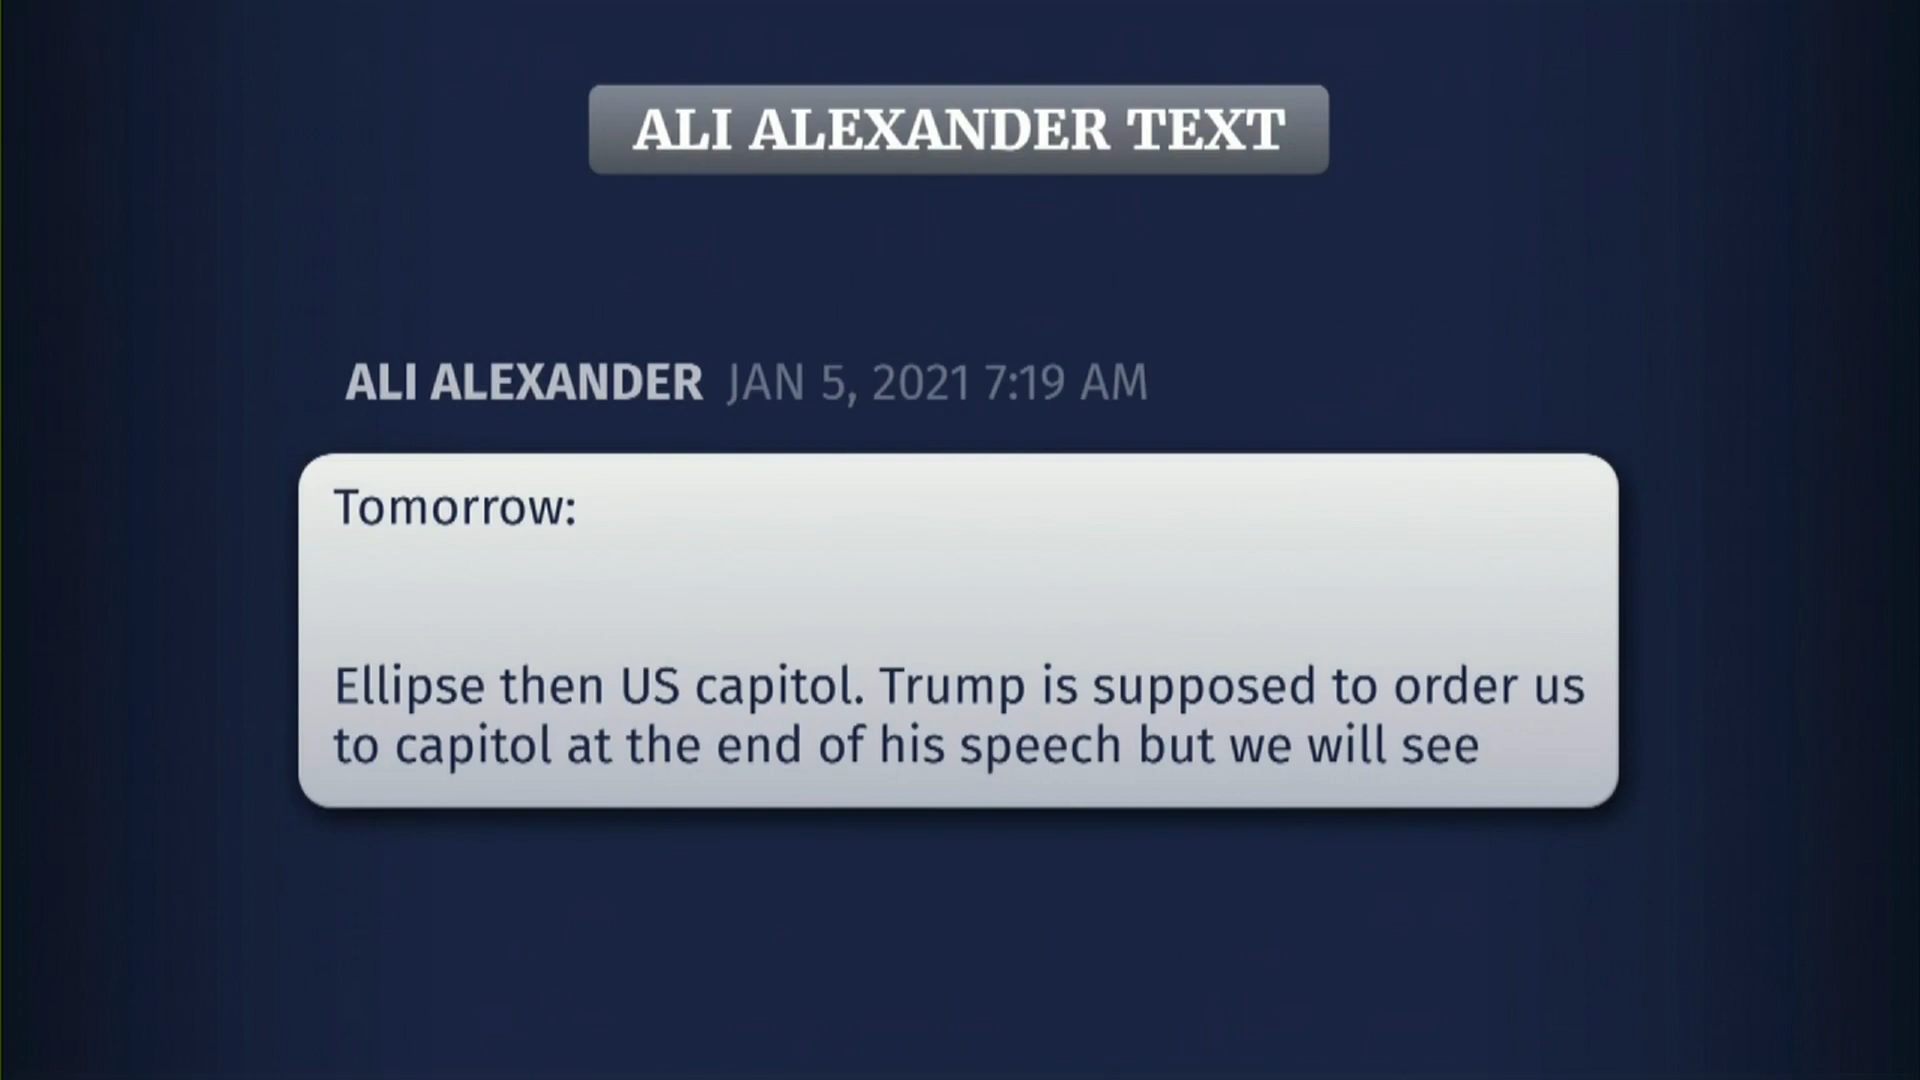 ALI ALEXANDER TEXT
ALI ALEXANDER JAN 5, 2021 7:19 AM
Tomorrow:
Ellipse then US capitol. Trump is supposed to order us
to capitol at the end of his speech but we will see